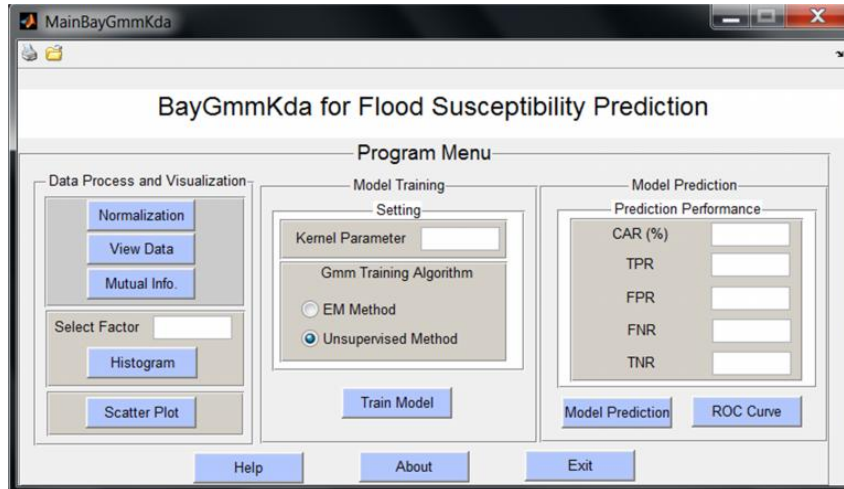 MainBayGmmKda
BayGmmKda for Flood Susceptibility Prediction
Program Menu
Data Process and Visualization
Normalization
View Data
Mutual Info.
Select Factor
Histogram
Scatter Plot
Model Training
Setting
Kernel Parameter
Gmm Training Algorithm
EM Method
Unsupervised Method
Train Model
Model Prediction
Prediction Performance
CAR (%)
TPR
FPR
FNR
TNR
Model Prediction
ROC Curve
Help
About
Exit